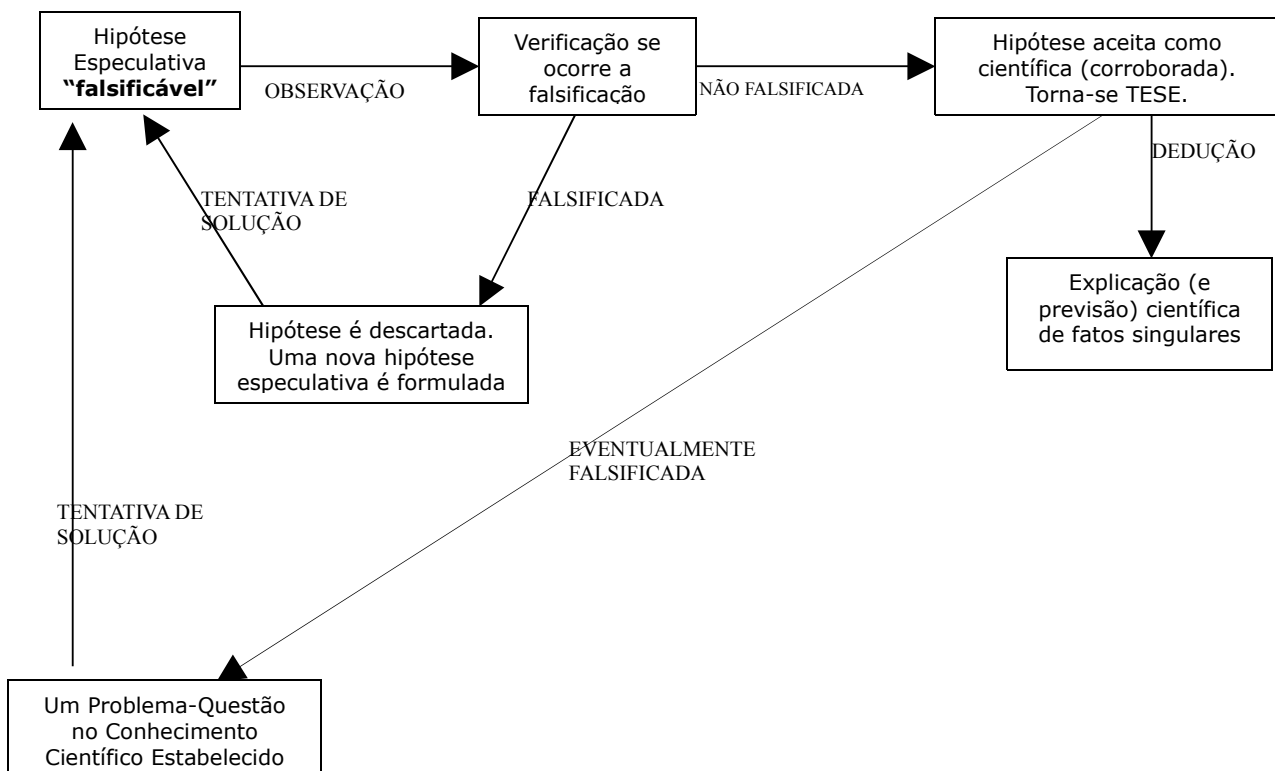 Hipótese
Especulativa
“falsificável”
OBSERVAÇÃO
Verificação se
ocorre a
falsificação
NÃO FALSIFICADA
Hipótese aceita como
científica (corroborada).
Torna-se TESE.
DEDUÇÃO
TENTATIVA DE
SOLUÇÃO
FALSIFICADA
Explicação (e
previsão) científica
de fatos singulares
Hipótese é descartada.
Uma nova hipótese
especulativa é formulada
EVENTUALMENTE
FALSIFICADA
TENTATIVA DE
SOLUÇÃO
Um Problema-Questão
no Conhecimento
Científico Estabelecido